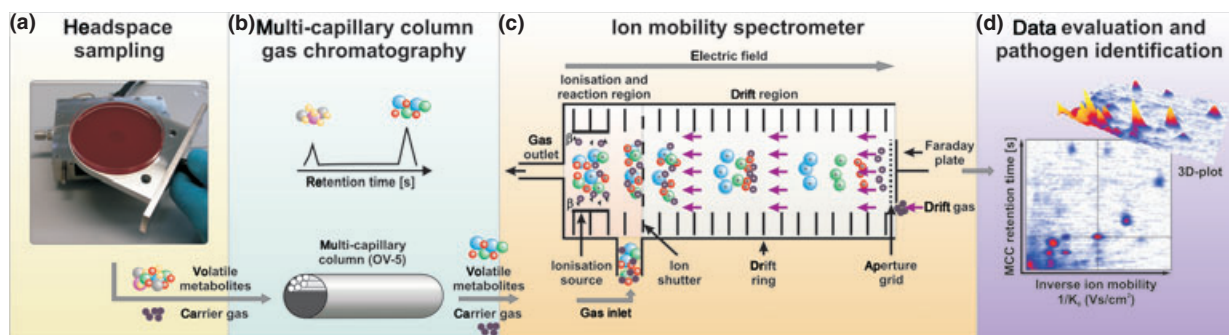 (a)
Headspace
sampling
Volatile
metabolites
Carrier gas
(b)
Multi-capillary column
gas chromatography
Retention time [s]
Multi-capillary
column (OV-5)
Volatile
metabolites
Carrier gas
(c)
Ion mobility spectrometer
Electric field
Ionisation and
reaction region
Drift region
Gas
outlet
β
β
Faraday
plate
Drift gas
Ionisation
source
Ion
shutter
Drift
ring
Aperture
grid
Gas inlet
(d)
Data evaluation and
pathogen identification
3D-plot
MCC retention time [s]
Inverse ion mobility
1/K₀ (Vs/cm²)